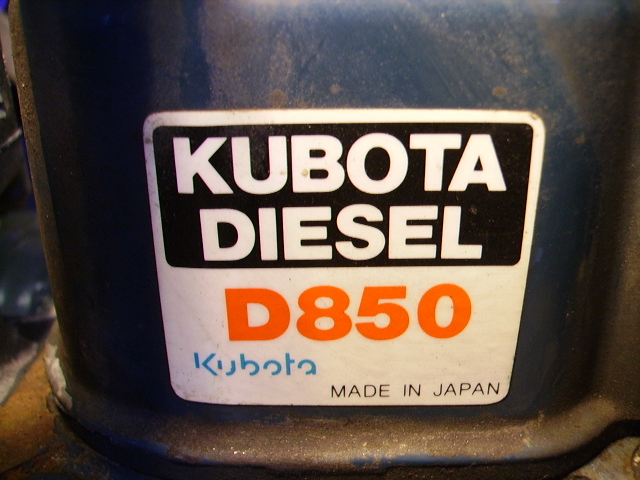 KUBOTA
DIESEL
D850
Kubota
MADE IN JAPAN